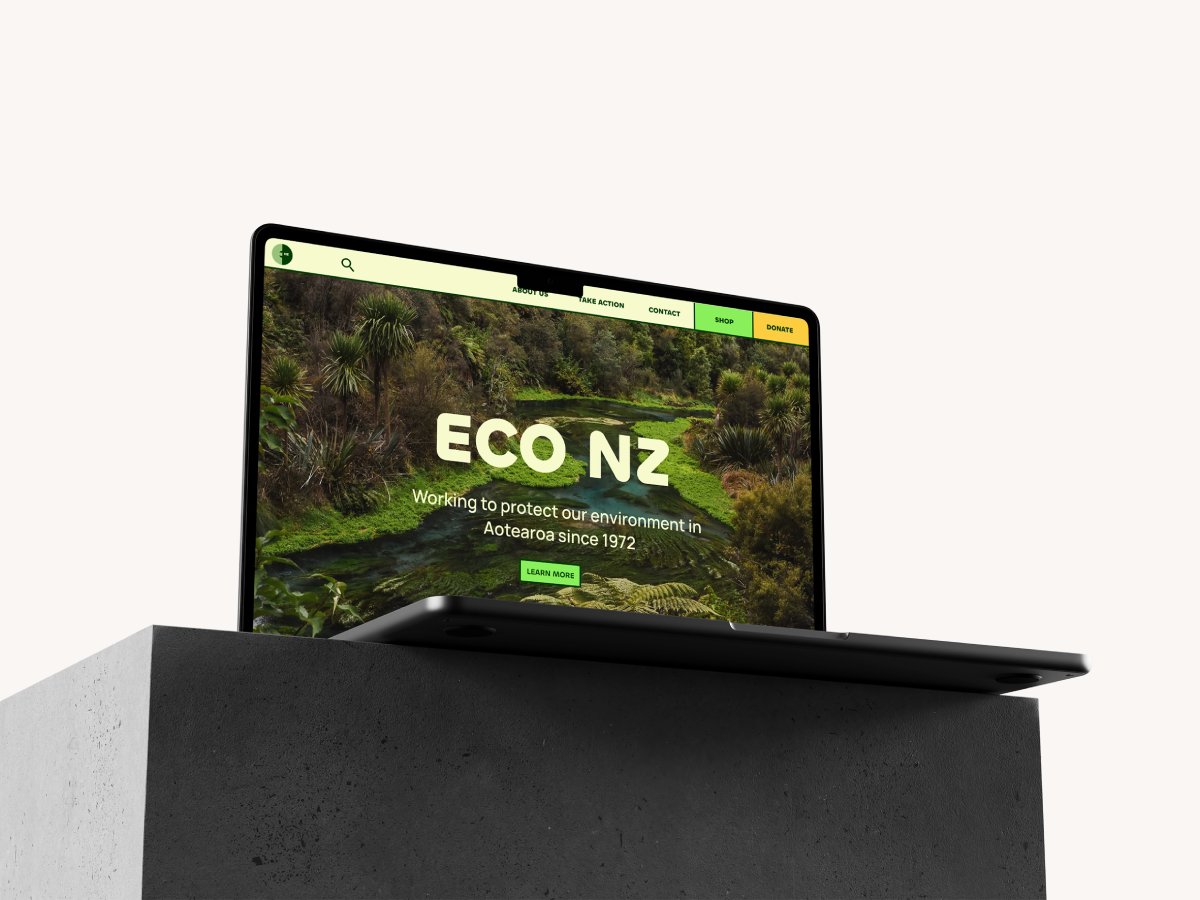 ABOUT US
TAKE ACTION
CONTACT
SHOP
DONATE
ECO NZ
Working to protect our environment in
Aotearoa since 1972
LEARN MORE